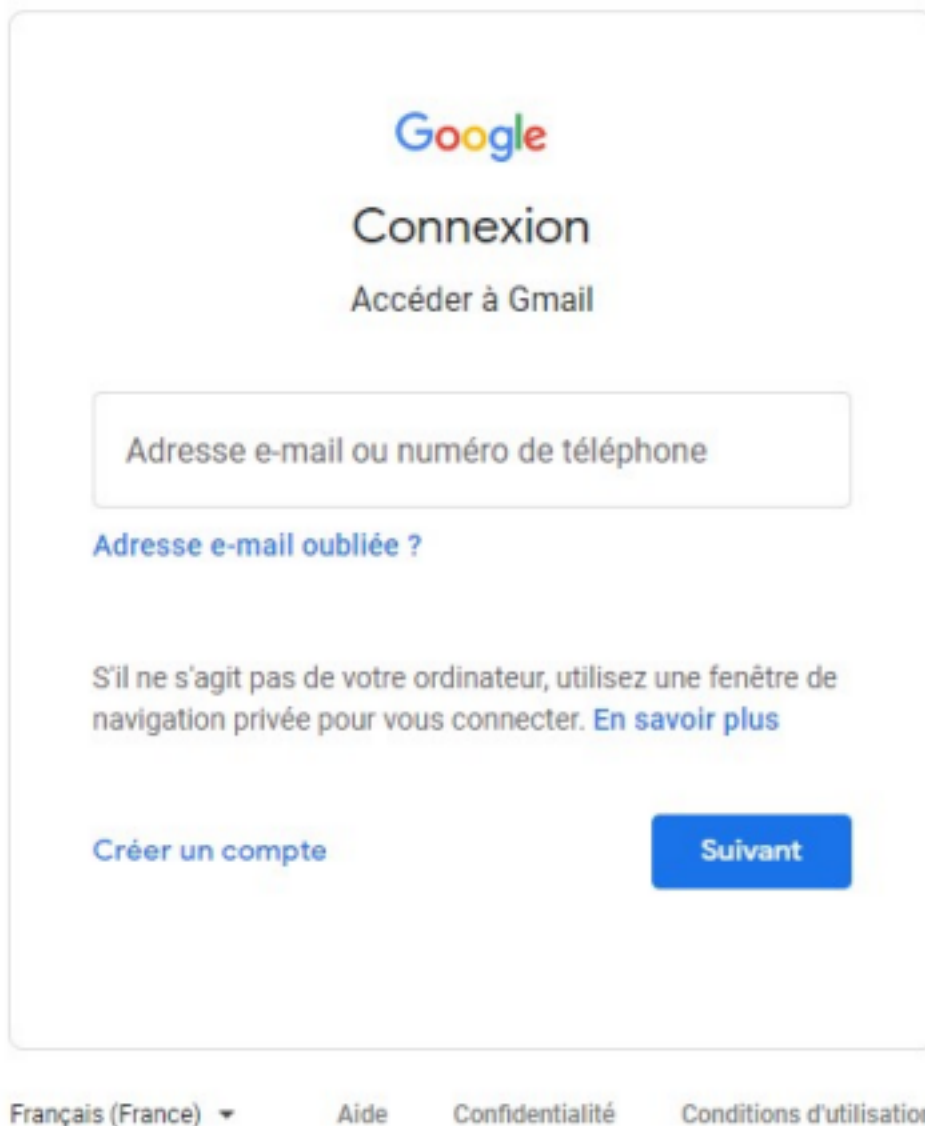 Google
Connexion
Accéder à Gmail
Adresse e-mail ou numéro de téléphone
Adresse e-mail oubliée ?
S'il ne s'agit pas de votre ordinateur, utilisez une fenêtre de
navigation privée pour vous connecter. En savoir plus
Créer un compte
Suivant
Français (France)
Aide
Confidentialité
Conditions d'utilisation